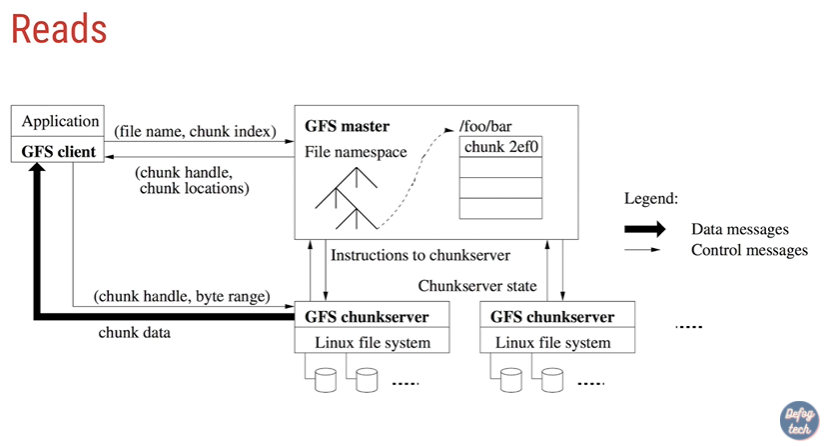 Reads
Application
GFS client
(file name, chunk index)
(chunk handle,
chunk locations)
GFS master
File namespace
/foo/bar
chunk 2ef0
Legend:
Data messages
Control messages
Instructions to chunkserver
Chunkserver state
(chunk handle, byte range)
chunk data
GFS chunkserver
Linux file system
GFS chunkserver
Linux file system
Defog
tech